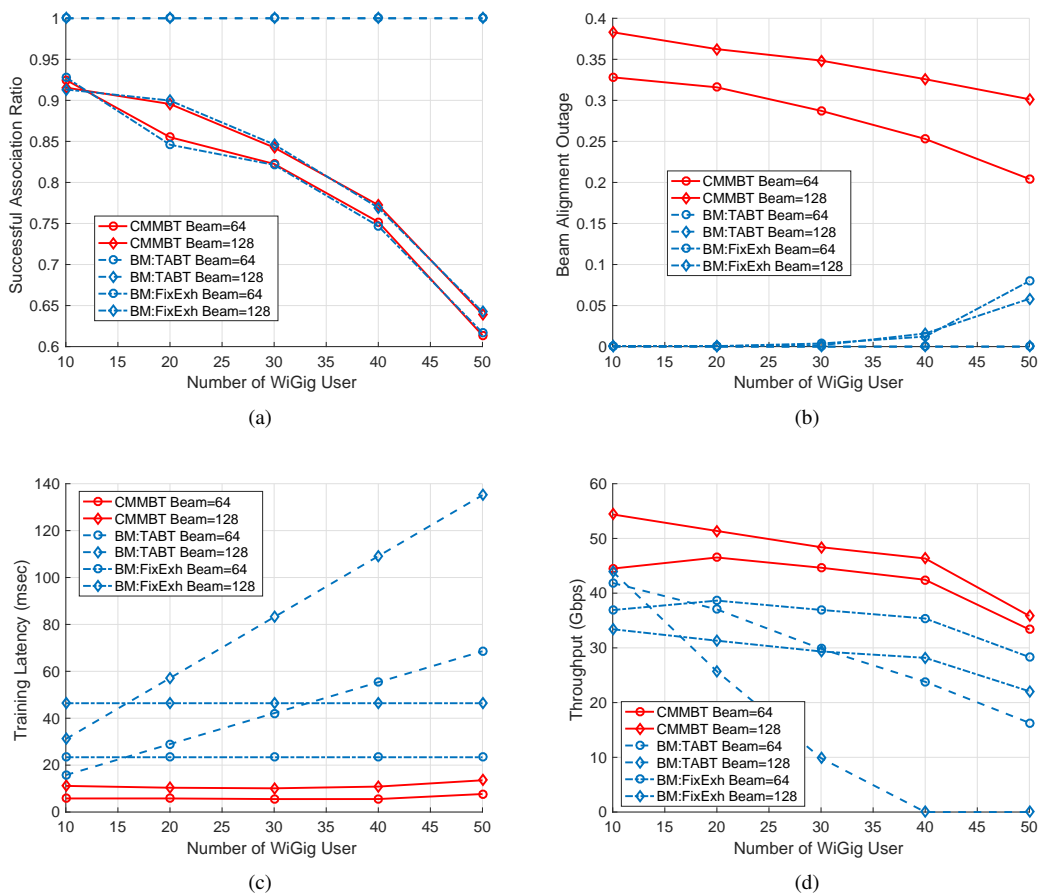 1
0.95
0.9
0.85
0.8
0.75
0.7
0.65
0.6
Successful Association Ratio
CMMBT Beam=64
CMMBT Beam=128
BM:TABT Beam=64
BM:TABT Beam=128
BM:FixExh Beam=64
BM:FixExh Beam=128
10 15 20 25 30 35 40 45 50
Number of WiGig User
(a)
0.4
0.35
0.3
0.25
0.2
0.15
0.1
0.05
0
Beam Alignment Outage
CMMBT Beam=64
CMMBT Beam=128
BM:TABT Beam=64
BM:TABT Beam=128
BM:FixExh Beam=64
BM:FixExh Beam=128
10 15 20 25 30 35 40 45 50
Number of WiGig User
(b)
140
120
100
80
60
40
20
0
Training Latency (msec)
CMMBT Beam=64
CMMBT Beam=128
BM:TABT Beam=64
BM:TABT Beam=128
BM:FixExh Beam=64
BM:FixExh Beam=128
10 15 20 25 30 35 40 45 50
Number of WiGig User
(c)
60
50
40
30
20
10
0
Throughput (Gbps)
CMMBT Beam=64
CMMBT Beam=128
BM:TABT Beam=64
BM:TABT Beam=128
BM:FixExh Beam=64
BM:FixExh Beam=128
10 15 20 25 30 35 40 45 50
Number of WiGig User
(d)